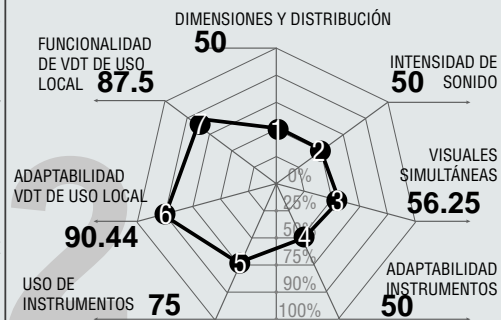 DIMENSIONES Y DISTRIBUCIÓN
50
FUNCIONALIDAD
DE VDT DE USO
LOCAL 87.5
INTENSIDAD DE
50 SONIDO
1
7
2
VISUALES
SIMULTÁNEAS
56.25
ADAPTABILIDAD
VDT DE USO LOCAL
90.44
6
3
0%
25%
50%
75%
90%
100%
4
5
2
USO DE
INSTRUMENTOS 75
ADAPTABILIDAD
INSTRUMENTOS
50